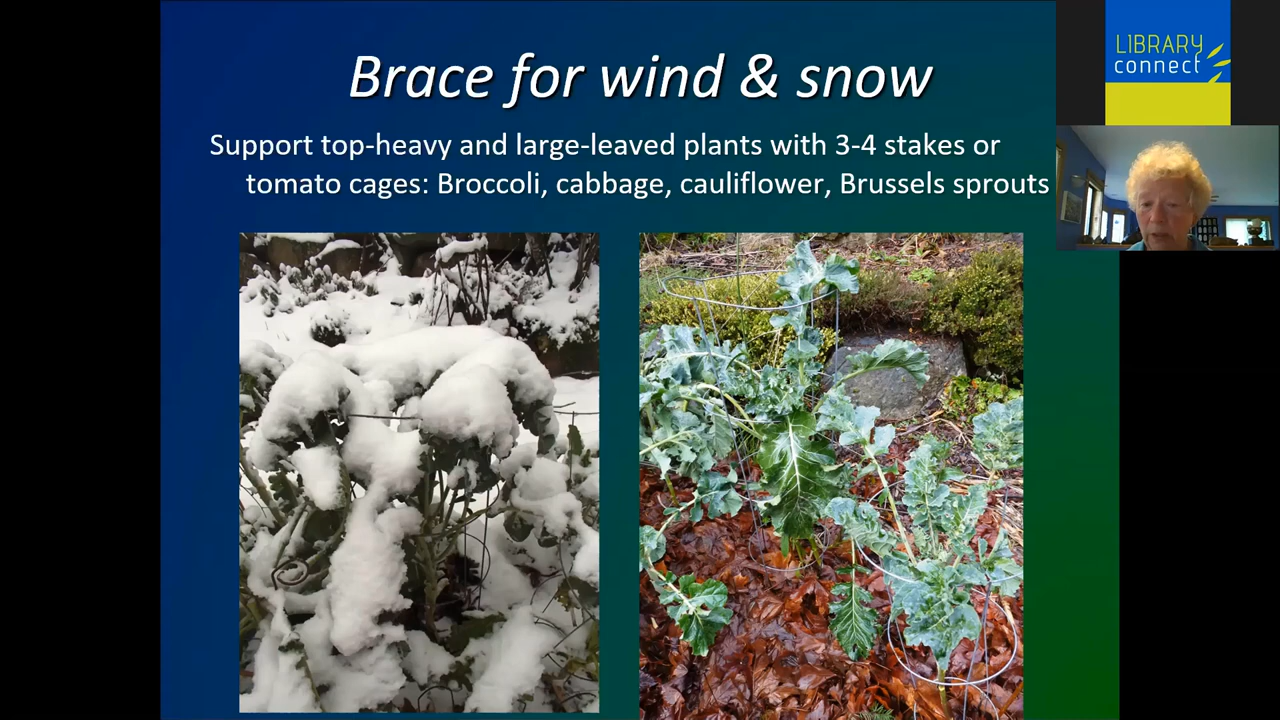 Brace for wind & snow
Support top-heavy and large-leaved plants with 3-4 stakes or
tomato cages: Broccoli, cabbage, cauliflower, Brussels sprouts
LIBRARY
connect